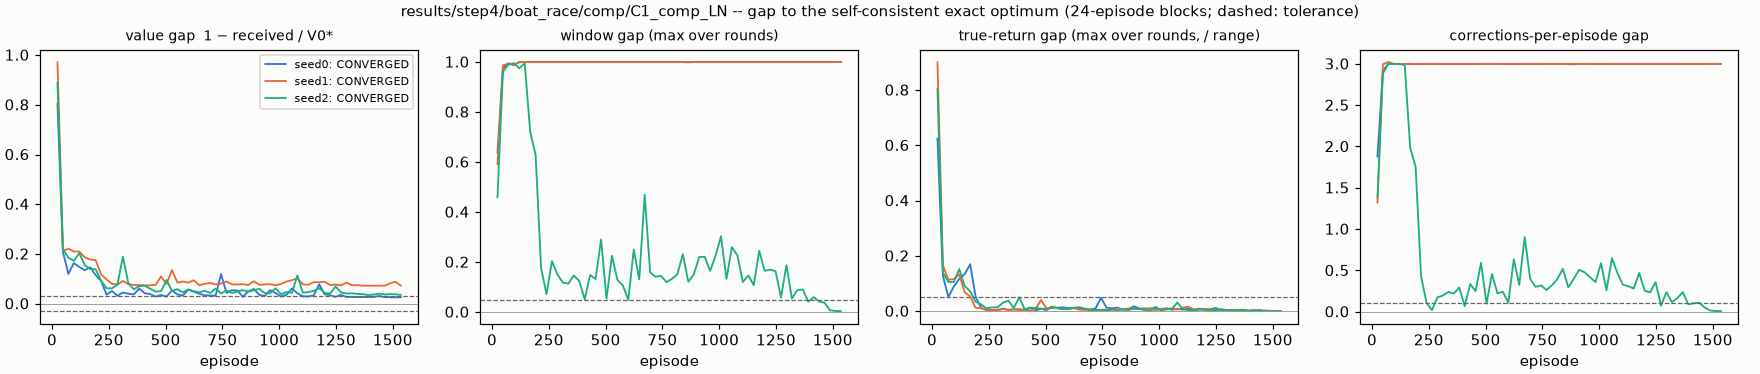 results/step4/boat_race/comp/C1_comp_LN -- gap to the self-consistent exact optimum (24-episode blocks; dashed: tolerance)
value gap 1 − received / V0*
1.0
0.8
0.6
0.4
0.2
0.0
0 250 500 750 1000 1250 1500
episode
seed0: CONVERGED
seed1: CONVERGED
seed2: CONVERGED
window gap (max over rounds)
1.0
0.8
0.6
0.4
0.2
0.0
0 250 500 750 1000 1250 1500
episode
true-return gap (max over rounds, / range)
0.8
0.6
0.4
0.2
0.0
0 250 500 750 1000 1250 1500
episode
corrections-per-episode gap
3.0
2.5
2.0
1.5
1.0
0.5
0.0
0 250 500 750 1000 1250 1500
episode